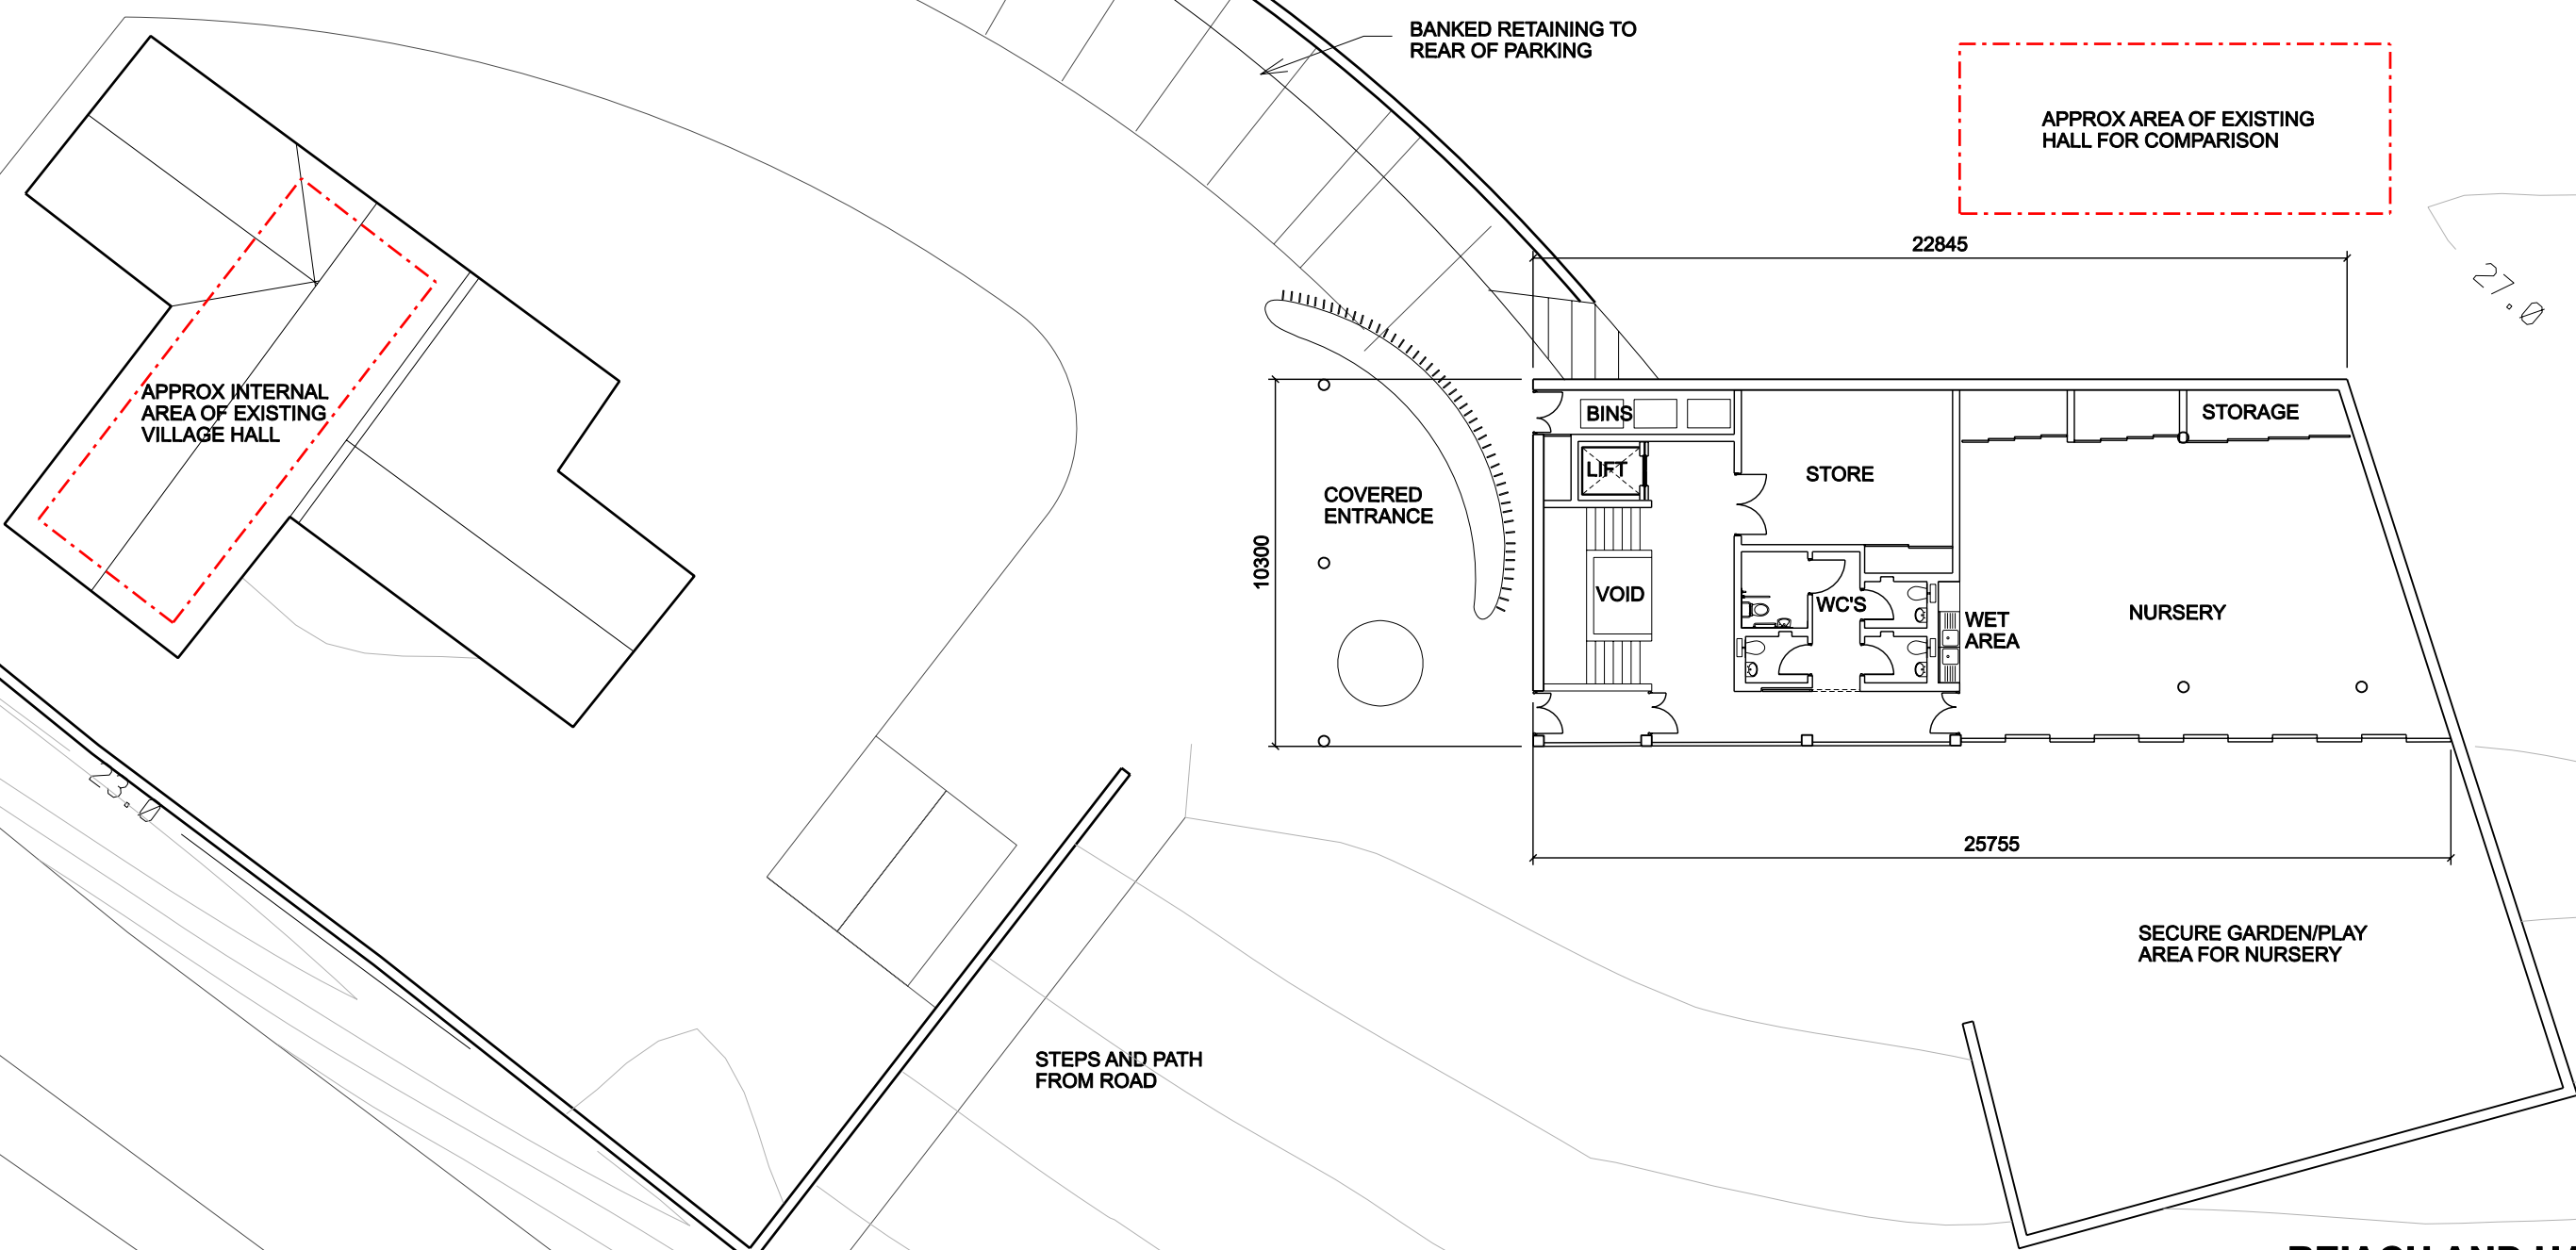 BANKED RETAINING TO
REAR OF PARKING
APPROX AREA OF EXISTING
HALL FOR COMPARISON
22845
27.0
APPROX INTERNAL
AREA OF EXISTING
VILLAGE HALL
BINS
STORAGE
LIFT
STORE
COVERED
ENTRANCE
10300
VOID
WC'S
WET
AREA
NURSERY
23.0
25755
SECURE GARDEN/PLAY
AREA FOR NURSERY
STEPS AND PATH
FROM ROAD